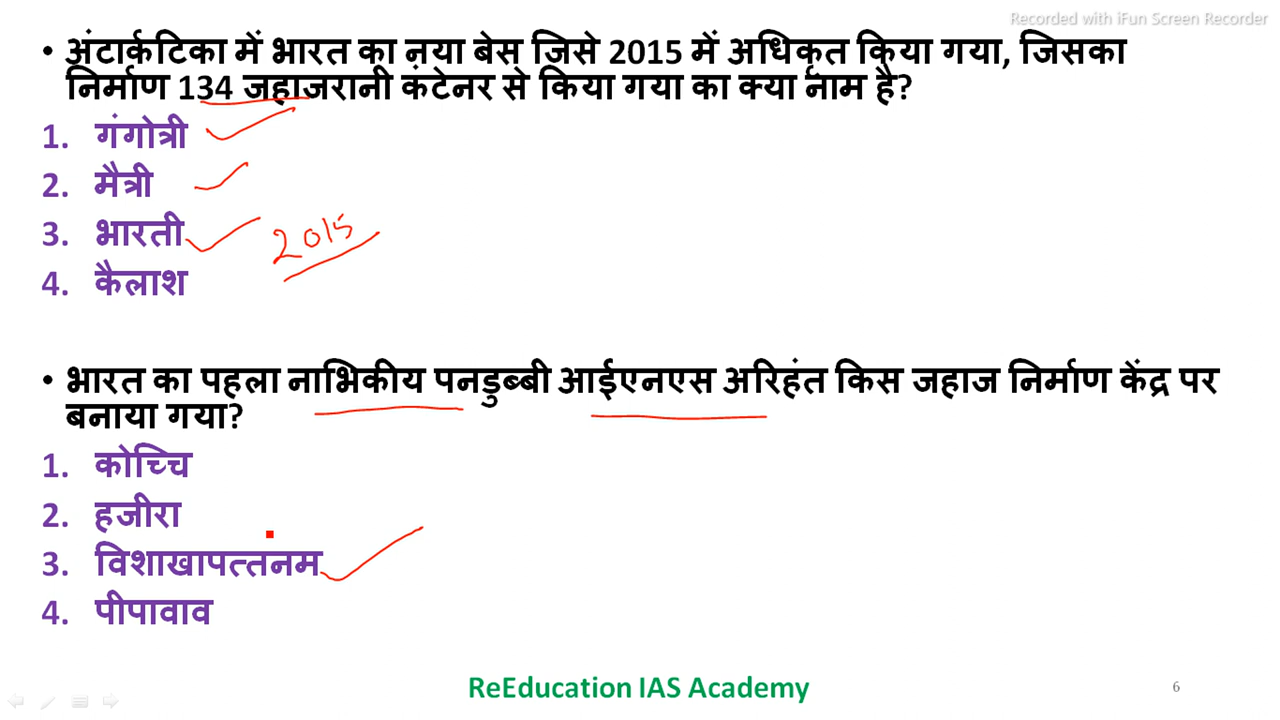 Recorded with iFun Screen Recorder
• अंटार्कटिका में भारत का नया बेस जिसे 2015 में अधिकृत किया गया, जिसका
निर्माण 134 जहाजरानी कंटेनर से किया गया का क्या नाम है?
1. गंगोत्री
2. मैत्री
3. भारती 2015
4. कैलाश
• भारत का पहला नाभिकीय पनडुब्बी आईएनएस अरिहंत किस जहाज निर्माण केंद्र पर
बनाया गया?
1. कोच्चि
2. हजीरा
3. विशाखापत्तनम
4. पीपावाव
ReEducation IAS Academy
6